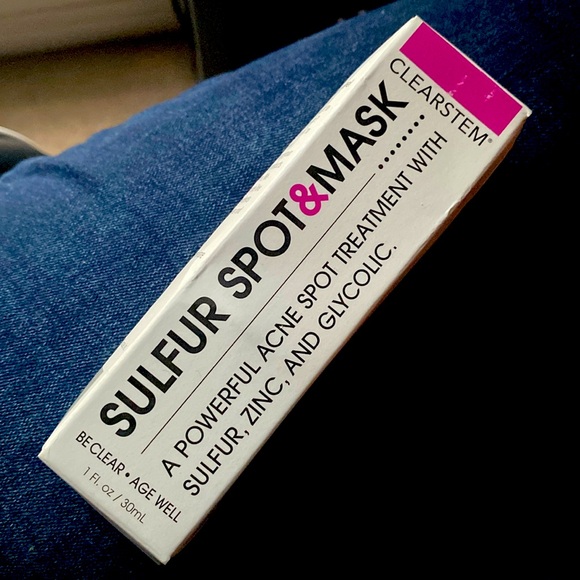 CLEARSTEM®
SULFUR SPOT&MASK
A POWERFUL ACNE SPOT TREATMENT WITH
SULFUR, ZINC, AND GLYCOLIC.
BE CLEAR • AGE WELL
1 Fl. oz / 30mL